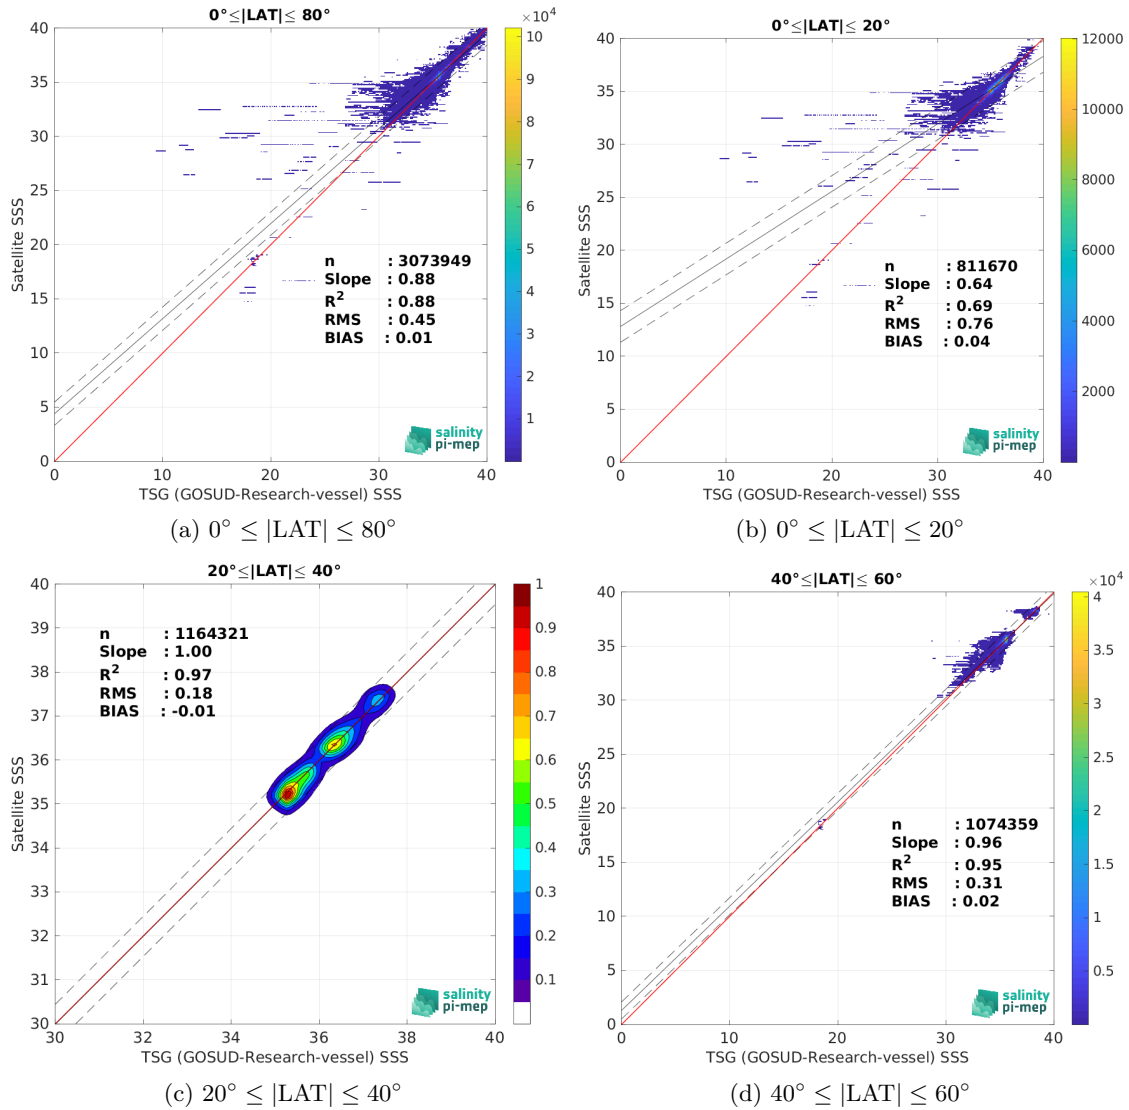 0°≤|LAT|≤ 80°
×10⁴
40
35
30
25
20
15
10
5
0
Satellite SSS
n : 3073949
Slope : 0.88
R² : 0.88
RMS : 0.45
BIAS : 0.01
salinity
pi-mep
0 10 20 30 40
TSG (GOSUD-Research-vessel) SSS
10
9
8
7
6
5
4
3
2
1
(a) 0° ≤ |LAT| ≤ 80°
0°≤|LAT|≤ 20°
40
35
30
25
20
15
10
5
0
Satellite SSS
n : 811670
Slope : 0.64
R² : 0.69
RMS : 0.76
BIAS : 0.04
salinity
pi-mep
0 10 20 30 40
TSG (GOSUD-Research-vessel) SSS
12000
10000
8000
6000
4000
2000
(b) 0° ≤ |LAT| ≤ 20°
20°≤|LAT|≤ 40°
40
39
38
37
36
35
34
33
32
31
30
Satellite SSS
n : 1164321
Slope : 1.00
R² : 0.97
RMS : 0.18
BIAS : -0.01
salinity
pi-mep
30 32 34 36 38 40
TSG (GOSUD-Research-vessel) SSS
1
0.9
0.8
0.7
0.6
0.5
0.4
0.3
0.2
0.1
(c) 20° ≤ |LAT| ≤ 40°
40°≤|LAT|≤ 60°
×10⁴
40
35
30
25
20
15
10
5
0
Satellite SSS
n : 1074359
Slope : 0.96
R² : 0.95
RMS : 0.31
BIAS : 0.02
salinity
pi-mep
0 10 20 30 40
TSG (GOSUD-Research-vessel) SSS
4
3.5
3
2.5
2
1.5
1
0.5
(d) 40° ≤ |LAT| ≤ 60°